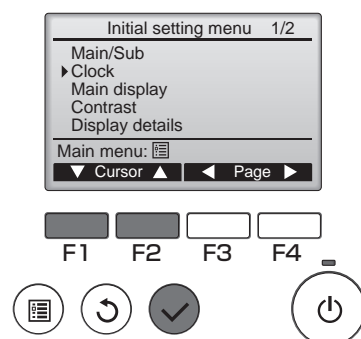 Initial setting menu 1/2
Main/Sub
Clock
Main display
Contrast
Display details
Main menu:
▼ Cursor ▲ ◀ Page ▶
F1 F2 F3 F4